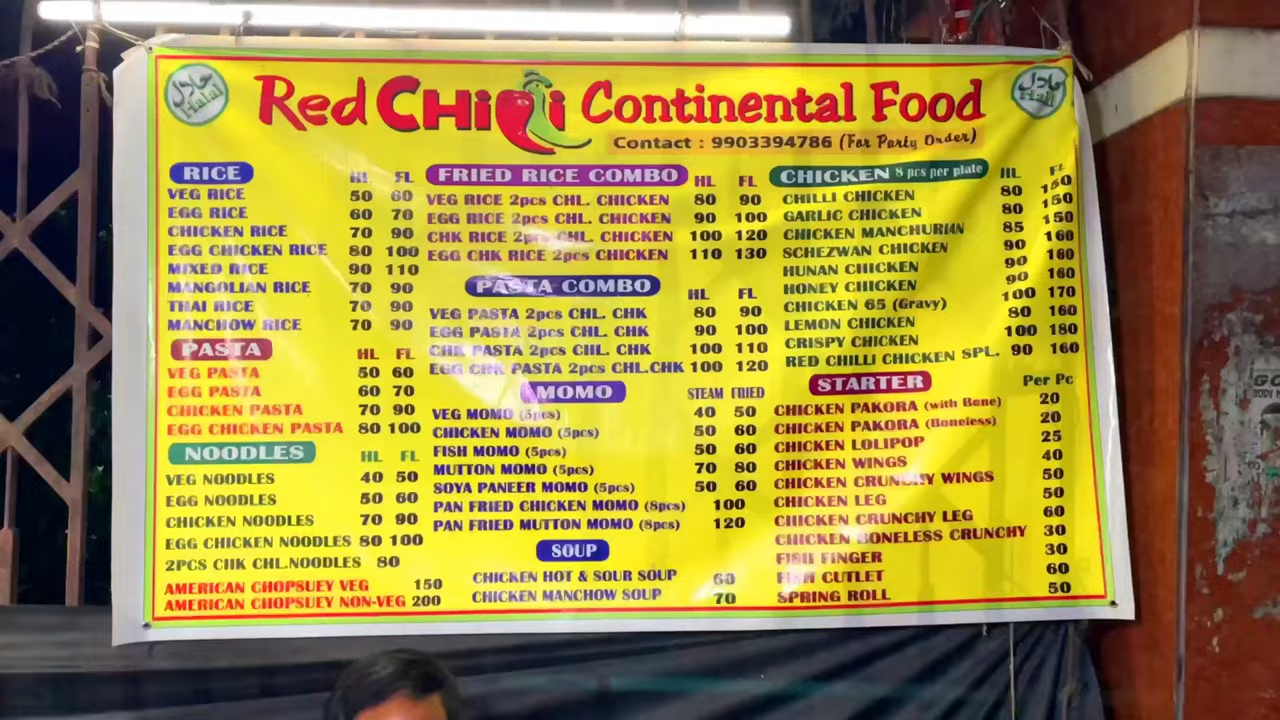 حلال
Halal
Red CHilli Continental Food
حلال
Hall
Contact : 9903394786 (For Party Order)
RICE HL FL
VEG RICE 50 60
EGG RICE 60 70
CHICKEN RICE 70 90
EGG CHICKEN RICE 80 100
MIXED RICE 90 110
MANGOLIAN RICE 70 90
THAI RICE 70 90
MANCHOW RICE 70 90
PASTA HL FL
VEG PASTA 50 60
EGG PASTA 60 70
CHICKEN PASTA 70 90
EGG CHICKEN PASTA 80 100
NOODLES HL FL
VEG NOODLES 40 50
EGG NOODLES 50 60
CHICKEN NOODLES 70 90
EGG CHICKEN NOODLES 80 100
2PCS CHK CHL.NOODLES 80
AMERICAN CHOPSUEY VEG 150
AMERICAN CHOPSUEY NON-VEG 200
FRIED RICE COMBO HL FL
VEG RICE 2pcs CHL. CHICKEN 80 90
EGG RICE 2pcs CHL. CHICKEN 90 100
CHK RICE 2pcs CHL. CHICKEN 100 120
EGG CHK RICE 2pcs CHICKEN 110 130
PASTA COMBO HL FL
VEG PASTA 2pcs CHL. CHK 80 90
EGG PASTA 2pcs CHL. CHK 90 100
CHK PASTA 2pcs CHL. CHK 100 110
EGG CHK PASTA 2pcs CHL.CHK 100 120
MOMO STEAM FRIED
VEG MOMO (5pcs) 40 50
CHICKEN MOMO (5pcs) 50 60
FISH MOMO (5pcs) 50 60
MUTTON MOMO (5pcs) 70 80
SOYA PANEER MOMO (5pcs) 50 60
PAN FRIED CHICKEN MOMO (8pcs) 100
PAN FRIED MUTTON MOMO (8pcs) 120
SOUP
CHICKEN HOT & SOUR SOUP 60
CHICKEN MANCHOW SOUP 70
CHICKEN 8 pcs per plate HL FL
CHILLI CHICKEN 80 150
GARLIC CHICKEN 80 150
CHICKEN MANCHURIAN 85 150
SCHEZWAN CHICKEN 90 160
HUNAN CHICKEN 90 160
HONEY CHICKEN 90 160
CHICKEN 65 (Gravy) 100 170
LEMON CHICKEN 80 160
CRISPY CHICKEN 100 180
RED CHILLI CHICKEN SPL. 90 160
STARTER Per Pc
CHICKEN PAKORA (with Bone) 20
CHICKEN PAKORA (Boneless) 20
CHICKEN LOLIPOP 25
CHICKEN WINGS 40
CHICKEN CRUNCHY WINGS 50
CHICKEN LEG 50
CHICKEN CRUNCHY LEG 60
CHICKEN BONELESS CRUNCHY 30
FISH FINGER 30
FISH CUTLET 60
SPRING ROLL 50